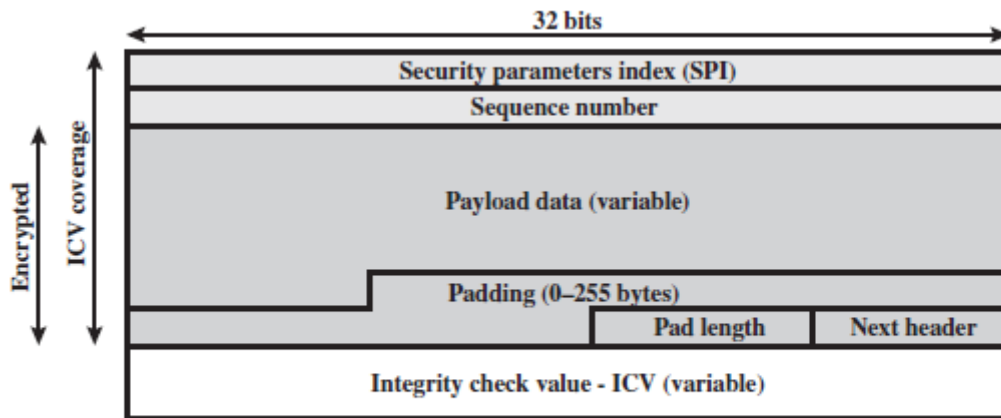 32 bits
Security parameters index (SPI)
Sequence number
Encrypted
ICV coverage
Payload data (variable)
Padding (0–255 bytes)
Pad length
Next header
Integrity check value - ICV (variable)